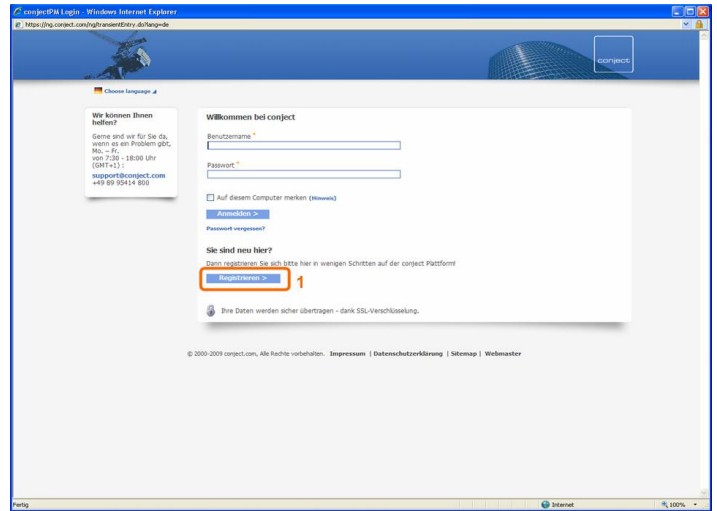 conjectPM Login - Windows Internet Explorer
https://ng.conject.com/ng/transientEntry.do?lang=de
conject
Choose language
Wir können Ihnen
helfen?
Gerne sind wir für Sie da,
wenn es ein Problem gibt,
Mo. – Fr.
von 7:30 - 18:00 Uhr
(GMT+1) :
support@conject.com
+49 89 95414 800
Willkommen bei conject
Benutzername *
Passwort *
Auf diesem Computer merken (Hinweis)
Anmelden >
Passwort vergessen?
Sie sind neu hier?
Dann registrieren Sie sich bitte hier in wenigen Schritten auf der conject Plattform!
Registrieren > 1
Ihre Daten werden sicher übertragen - dank SSL-Verschlüsselung.
© 2000-2009 conject.com, Alle Rechte vorbehalten. Impressum | Datenschutzerklärung | Sitemap | Webmaster
Fertig Internet 100%